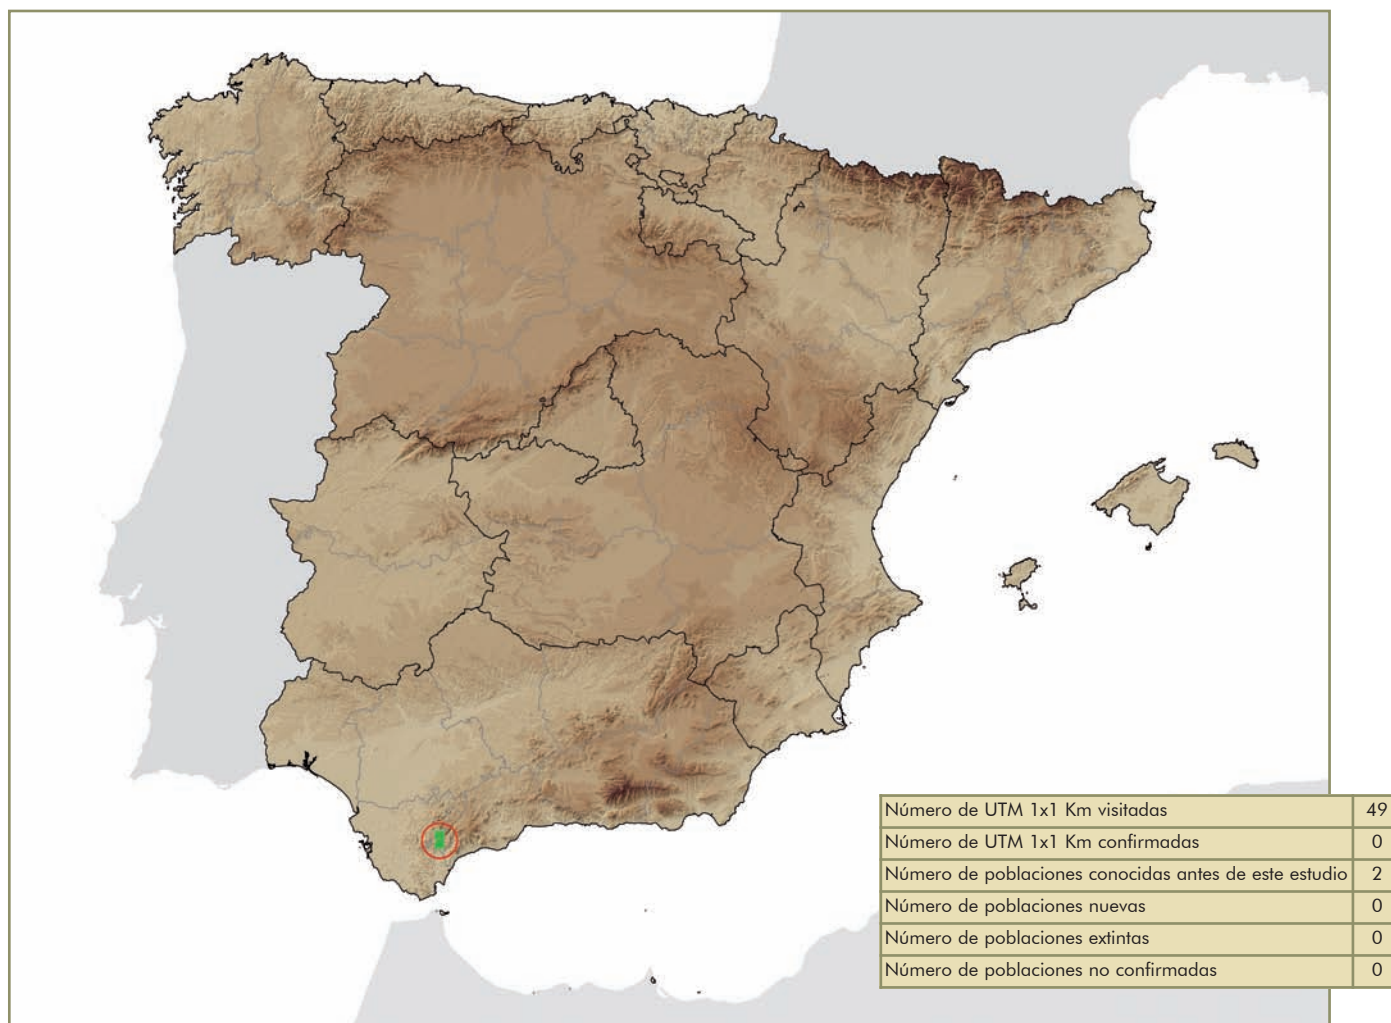 Número de UTM 1x1 Km visitadas 49
Número de UTM 1x1 Km confirmadas 0
Número de poblaciones conocidas antes de este estudio 2
Número de poblaciones nuevas 0
Número de poblaciones extintas 0
Número de poblaciones no confirmadas 0